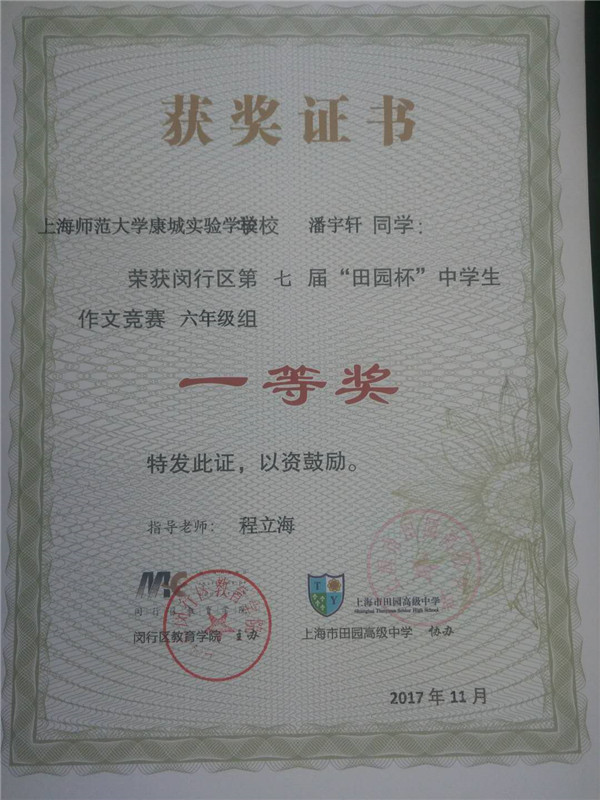 获奖证书
上海师范大学康城实验学校 潘宇轩 同学：
荣获闵行区第 七 届“田园杯”中学生
作文竞赛 六年级组
一等奖
特发此证，以资鼓励。
指导老师： 程立海
T Y
上海市田园高级中学
Shanghai Tianyuan Senior High School
闵行区教育学院 主办
上海市田园高级中学 协办
2017 年 11 月